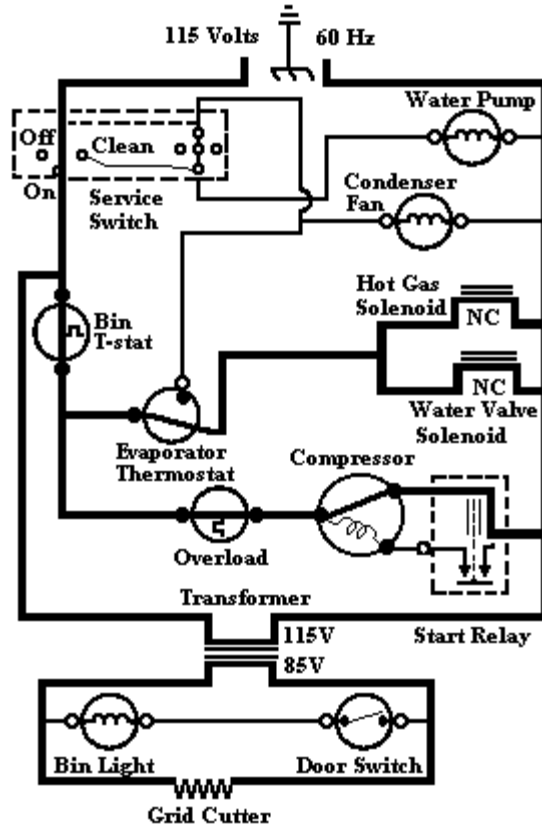 115 Volts
60 Hz
Water Pump
Off
Clean
On
Service
Switch
Condenser
Fan
Hot Gas
Solenoid
NC
Bin
T-stat
NC
Water Valve
Solenoid
Evaporator
Thermostat
Compressor
Overload
Transformer
115V
Start Relay
85V
Bin Light
Door Switch
Grid Cutter